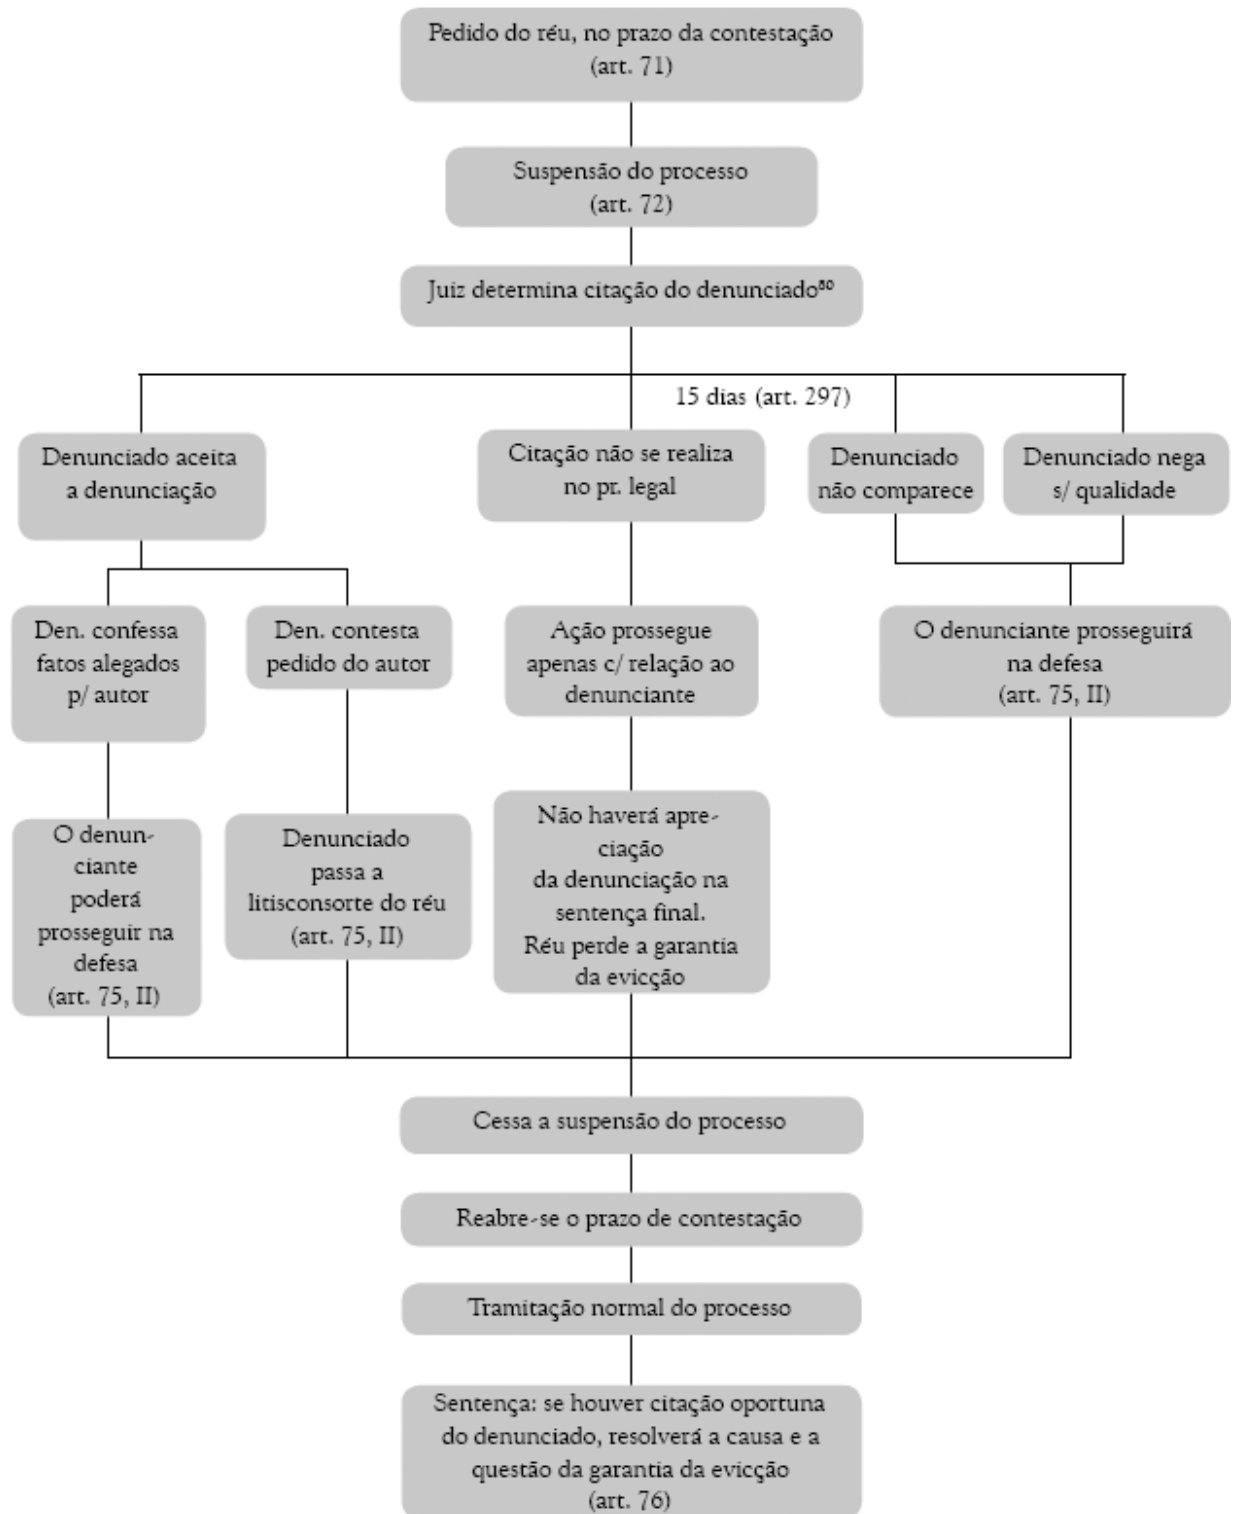 Pedido do réu, no prazo da contestação
(art. 71)
Suspensão do processo
(art. 72)
Juiz determina citação do denunciado⁸⁰
15 dias (art. 297)
Denunciado aceita
a denunciação
Citação não se realiza
no pr. legal
Denunciado
não comparece
Denunciado nega
s/ qualidade
Den. confessa
fatos alegados
p/ autor
Den. contesta
pedido do autor
Ação prossegue
apenas c/ relação ao
denunciante
O denunciante prosseguirá
na defesa
(art. 75, II)
O denun-
ciante
poderá
prosseguir na
defesa
(art. 75, II)
Denunciado
passa a
litisconsorte do réu
(art. 75, II)
Não haverá apre-
ciação
da denunciação na
sentença final.
Réu perde a garantia
da evicção
Cessa a suspensão do processo
Reabre-se o prazo de contestação
Tramitação normal do processo
Sentença: se houver citação oportuna
do denunciado, resolverá a causa e a
questão da garantia da evicção
(art. 76)